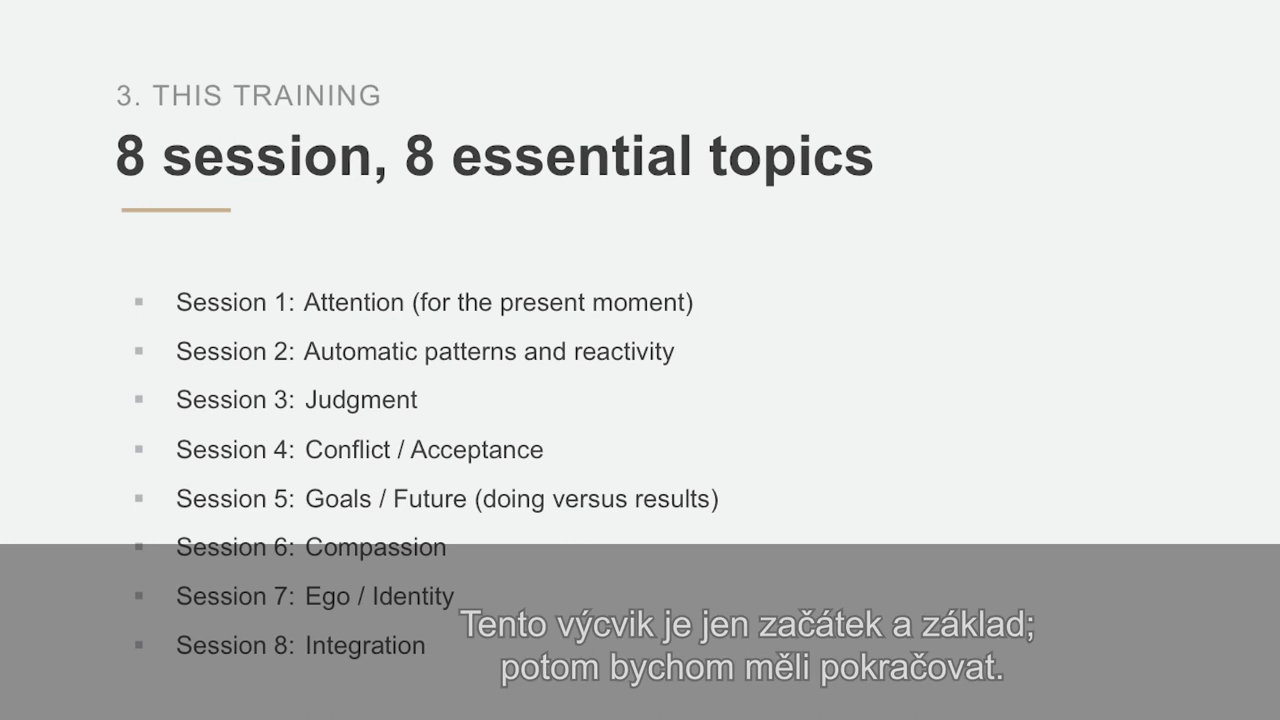 3. THIS TRAINING
8 session, 8 essential topics
▪ Session 1: Attention (for the present moment)
▪ Session 2: Automatic patterns and reactivity
▪ Session 3: Judgment
▪ Session 4: Conflict / Acceptance
▪ Session 5: Goals / Future (doing versus results)
▪ Session 6: Compassion
▪ Session 7: Ego / Identity
▪ Session 8: Integration
Tento výcvik je jen začátek a základ;
potom bychom měli pokračovat.